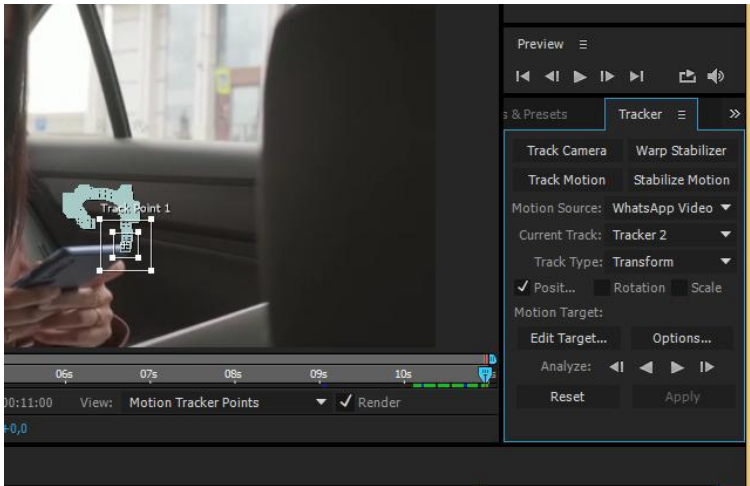 Preview
s & Presets
Tracker
Track Camera
Warp Stabilizer
Track Motion
Stabilize Motion
Motion Source: WhatsApp Video
Current Track: Tracker 2
Track Type: Transform
Posit... Rotation Scale
Motion Target:
Edit Target... Options...
Analyze:
Reset Apply
Track Point 1
06s 07s 08s 09s 10s
00:11:00 View: Motion Tracker Points Render
+0,0